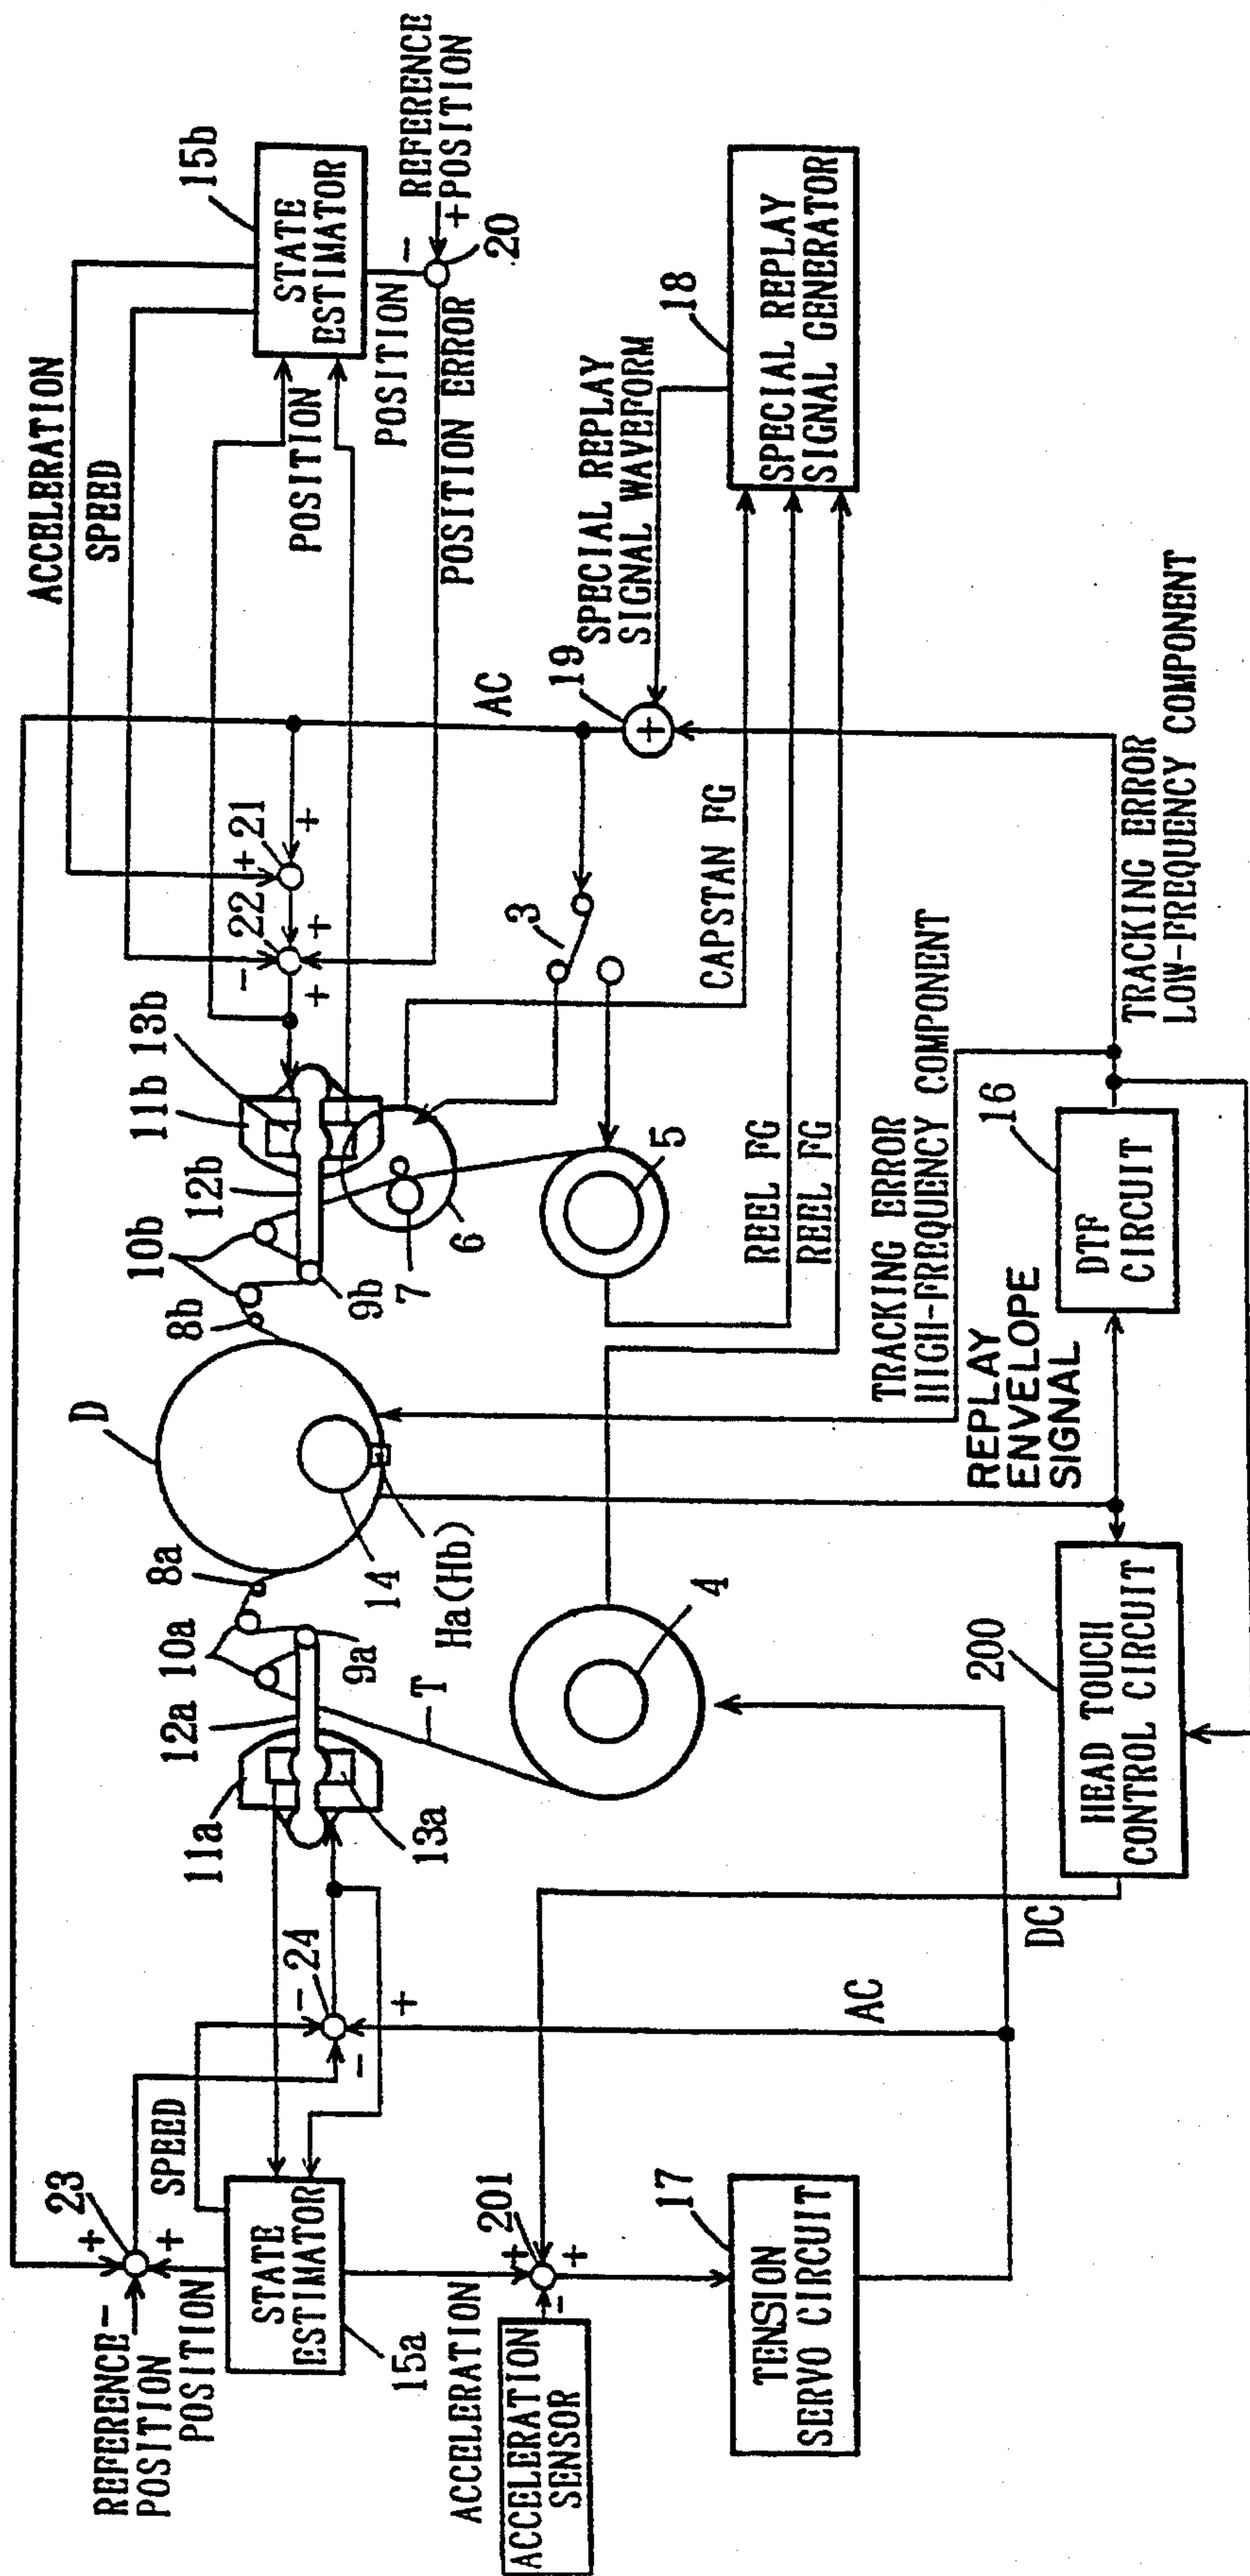 ACCELERATION
SPEED
15b
STATE
ESTIMATOR
POSITION
POSITION
-
REFERENCE
+POSITION
20
POSITION ERROR
18
SPECIAL REPLAY
SIGNAL GENERATOR
SPECIAL REPLAY
SIGNAL WAVEFORM
19
+
AC
21
+
+
22
-
+
+
3
CAPSTAN FG
13b
11b
12b
10b
8b
9b
7
6
5
REEL FG
REEL FG
TRACKING ERROR
HIGH-FREQUENCY COMPONENT
TRACKING ERROR
LOW-FREQUENCY COMPONENT
16
DTF
CIRCUIT
REPLAY
ENVELOPE
SIGNAL
D
8a
10a
9a
12a
11a
13a
14
Ha(Hb)
T
4
200
HEAD TOUCH
CONTROL CIRCUIT
DC
AC
24
-
-
+
23
+
+
-
REFERENCE
POSITION
POSITION
SPEED
STATE
ESTIMATOR
15a
ACCELERATION
201
+
+
-
ACCELERATION
SENSOR
17
TENSION
SERVO CIRCUIT